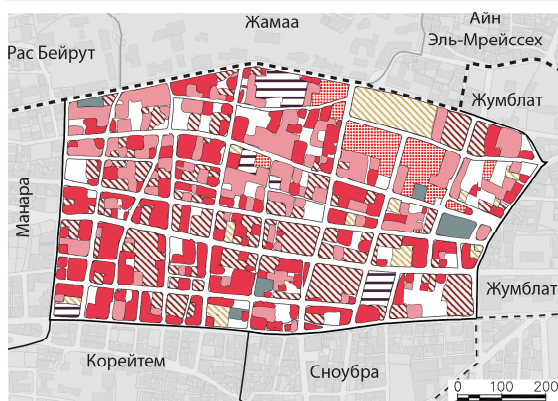 Жамаа
Айн
Эль-Мрейссех
Рас Бейрут
Жумблат
Манара
Жумблат
Корейтем
Сноубра
0 100 200